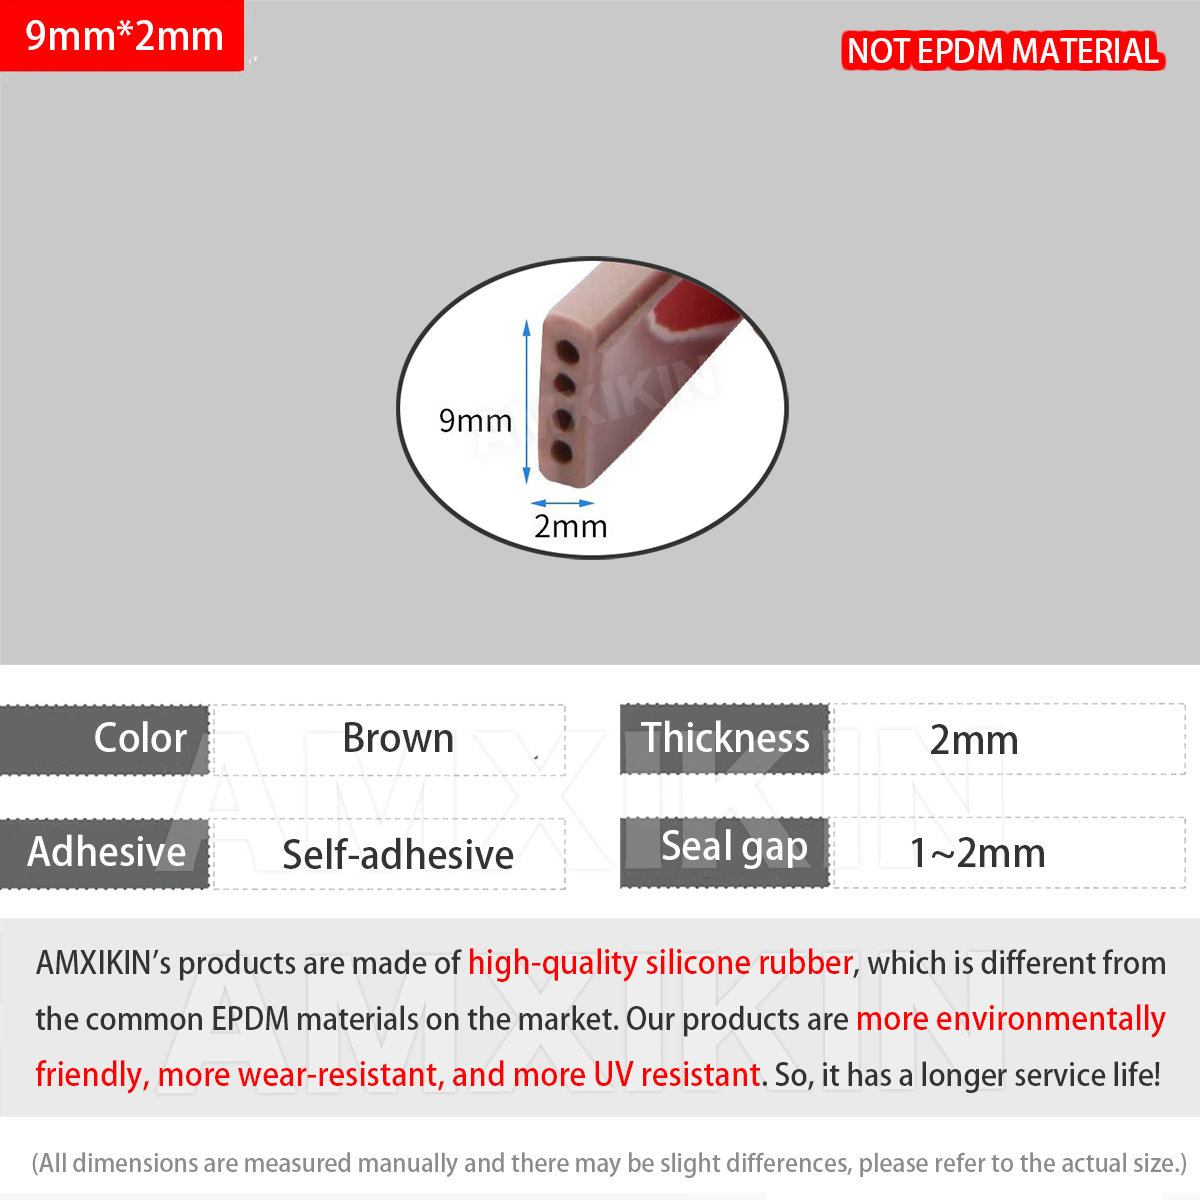 9mm*2mm
NOT EPDM MATERIAL
AMXIKIN
9mm
2mm
Color
Brown
Thickness
2mm
AMXIKIN
Adhesive
Self-adhesive
Seal gap
1~2mm
AMXIKIN’s products are made of high-quality silicone rubber, which is different from
the common EPDM materials on the market. Our products are more environmentally
friendly, more wear-resistant, and more UV resistant. So, it has a longer service life!
AMXIKIN
(All dimensions are measured manually and there may be slight differences, please refer to the actual size.)